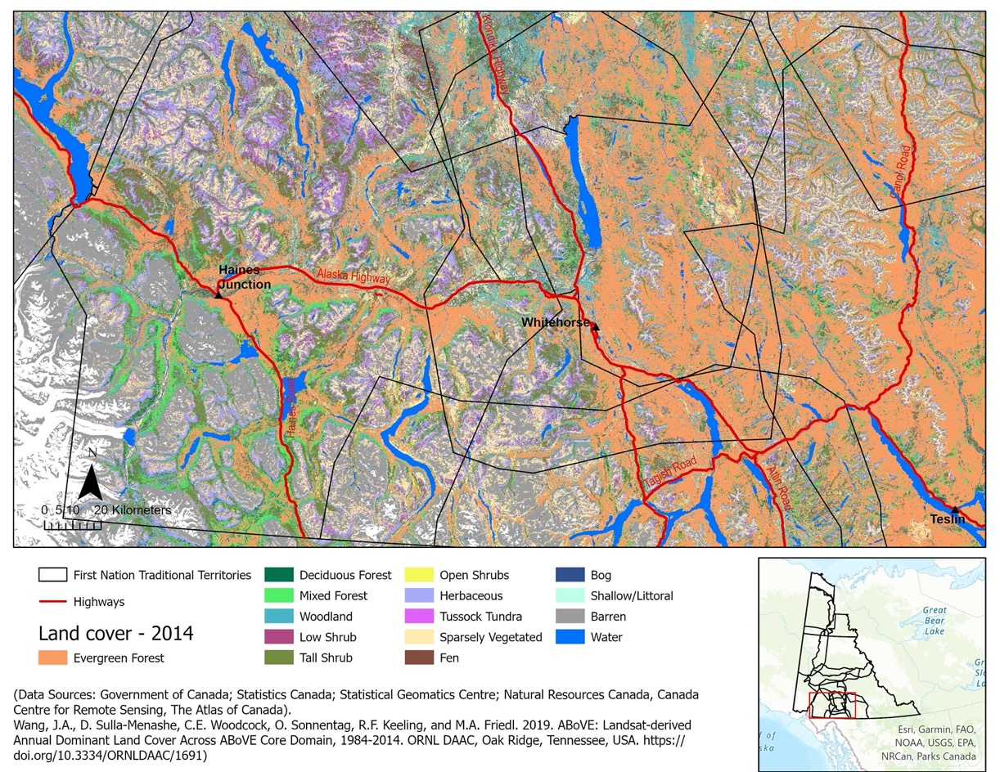 Klondike Highway
Canol Road
Haines
Junction
Alaska Highway
Whitehorse
Haines Road
Tagish Road
Atlin Road
Teslin
N
0 5 10 20 Kilometers
First Nation Traditional Territories
Highways
Land cover - 2014
Evergreen Forest
Deciduous Forest
Mixed Forest
Woodland
Low Shrub
Tall Shrub
Open Shrubs
Herbaceous
Tussock Tundra
Sparsely Vegetated
Fen
Bog
Shallow/Littoral
Barren
Water
Great
Bear
Lake
Gr
Sl
La
f of
ska
Esri, Garmin, FAO,
NOAA, USGS, EPA,
NRCan, Parks Canada
(Data Sources: Government of Canada; Statistics Canada; Statistical Geomatics Centre; Natural Resources Canada, Canada
Centre for Remote Sensing, The Atlas of Canada).
Wang, J.A., D. Sulla-Menashe, C.E. Woodcock, O. Sonnentag, R.F. Keeling, and M.A. Friedl. 2019. ABoVE: Landsat-derived
Annual Dominant Land Cover Across ABoVE Core Domain, 1984-2014. ORNL DAAC, Oak Ridge, Tennessee, USA. https://
doi.org/10.3334/ORNLDAAC/1691)